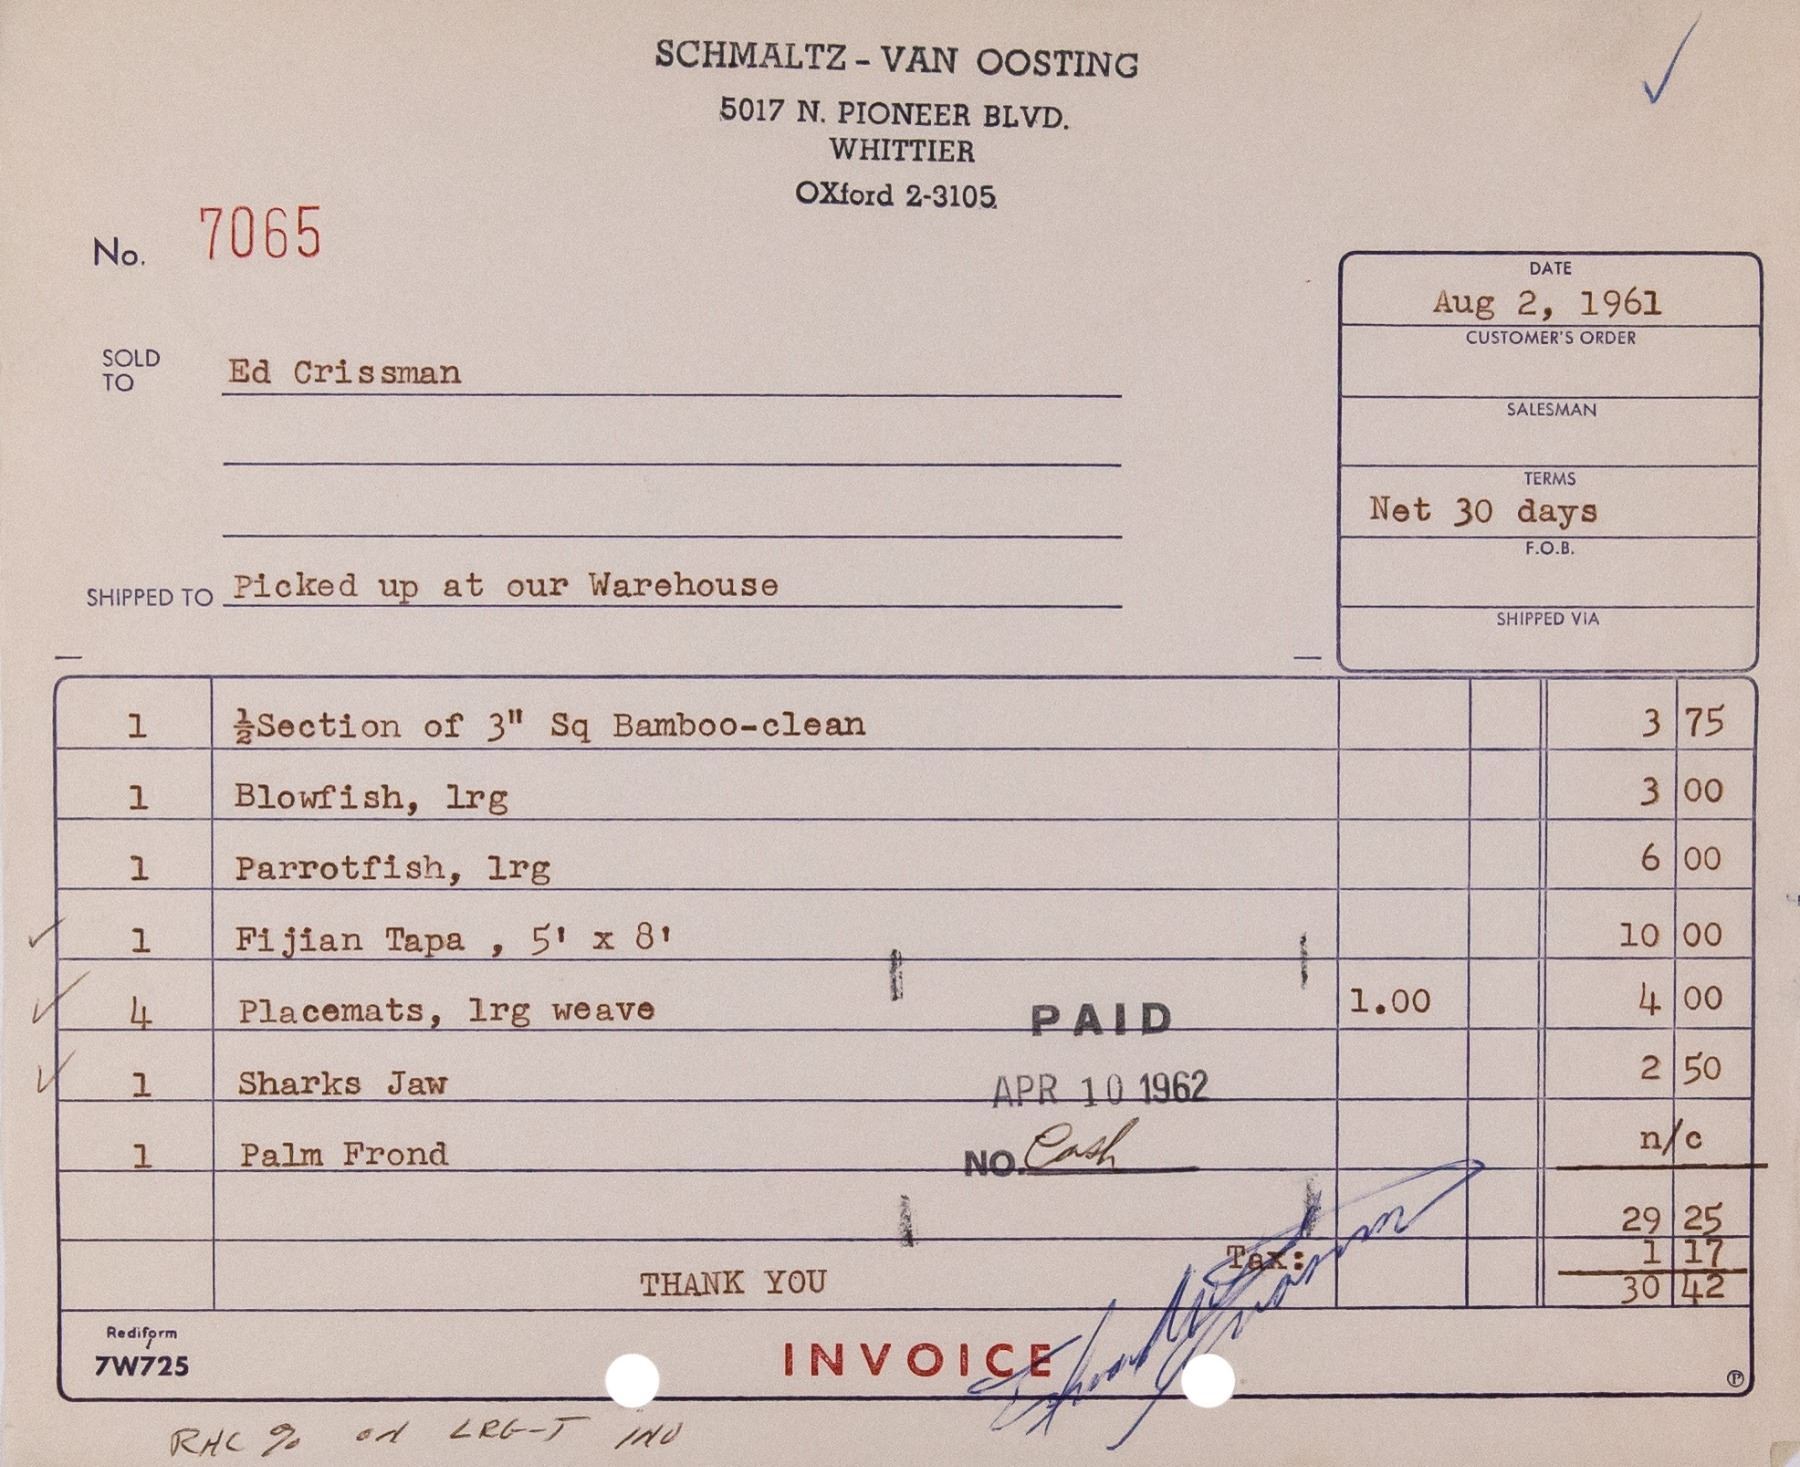 SCHMALTZ - VAN OOSTING
5017 N. PIONEER BLVD.
WHITTIER
OXford 2-3105
No. 7065
DATE
Aug 2, 1961
CUSTOMER'S ORDER
SALESMAN
TERMS
Net 30 days
F.O.B.
SHIPPED VIA
SOLD TO Ed Crissman
SHIPPED TO Picked up at our Warehouse
1 ½Section of 3" Sq Bamboo-clean 3 75
1 Blowfish, lrg 3 00
1 Parrotfish, lrg 6 00
1 Fijian Tapa , 5' x 8' 10 00
4 Placemats, lrg weave 1.00 4 00
1 Sharks Jaw 2 50
1 Palm Frond n/c
PAID
APR 10 1962
NO. Cash
29 25
Tax: 1 17
THANK YOU 30 42
Rediform
7W725
INVOICE
RHC % on LRG-T INV